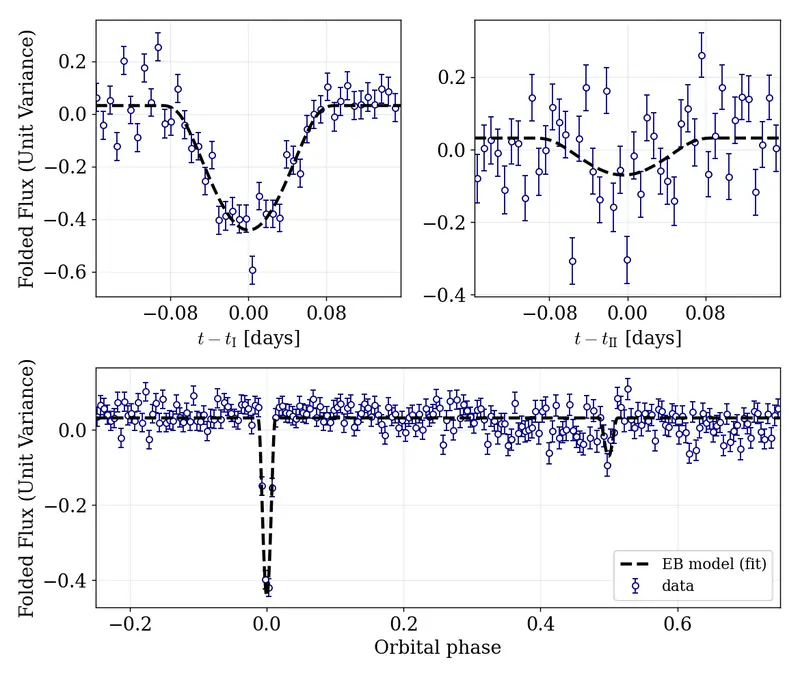 Folded Flux (Unit Variance)
0.2
0.0
−0.2
−0.4
−0.6
−0.08 0.00 0.08
t − tI [days]
0.2
0.0
−0.2
−0.4
−0.08 0.00 0.08
t − tII [days]
Folded Flux (Unit Variance)
0.0
−0.2
−0.4
EB model (fit)
data
−0.2 0.0 0.2 0.4 0.6
Orbital phase